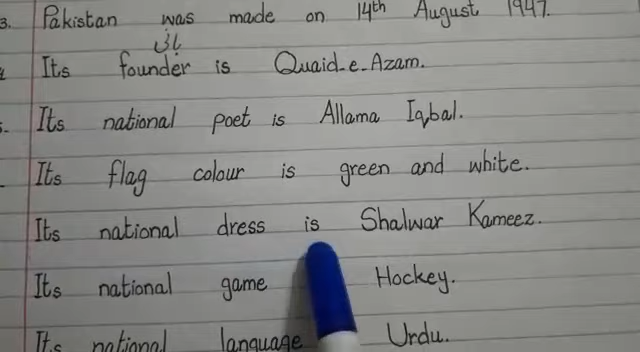 3. Pakistan was made on 14th August 1947.
بانی
Its founder is Quaid-e-Azam.
5. Its national poet is Allama Iqbal.
Its flag colour is green and white.
Its national dress is Shalwar Kameez.
Its national game Hockey.
Its national language Urdu.